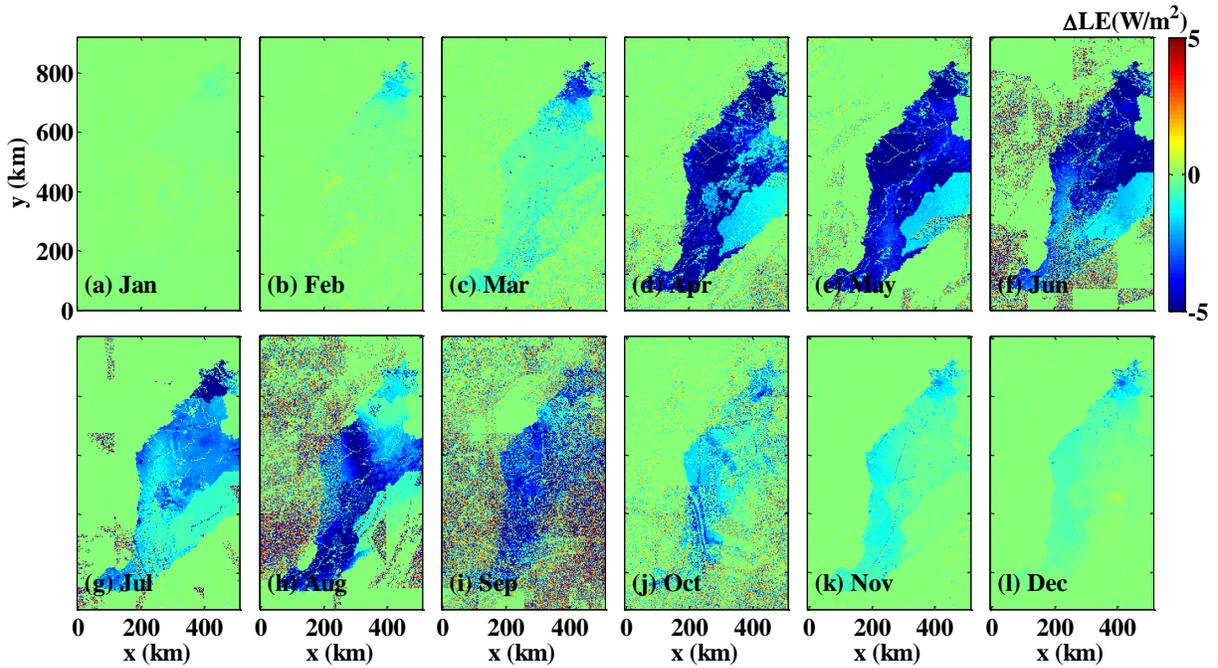 ΔLE(W/m²)
5
0
-5
y (km)
800
600
400
200
0
(a) Jan
(b) Feb
(c) Mar
(d) Apr
(e) May
(f) Jun
(g) Jul
(h) Aug
(i) Sep
(j) Oct
(k) Nov
(l) Dec
0 200 400
0 200 400
0 200 400
0 200 400
0 200 400
0 200 400
x (km)
x (km)
x (km)
x (km)
x (km)
x (km)